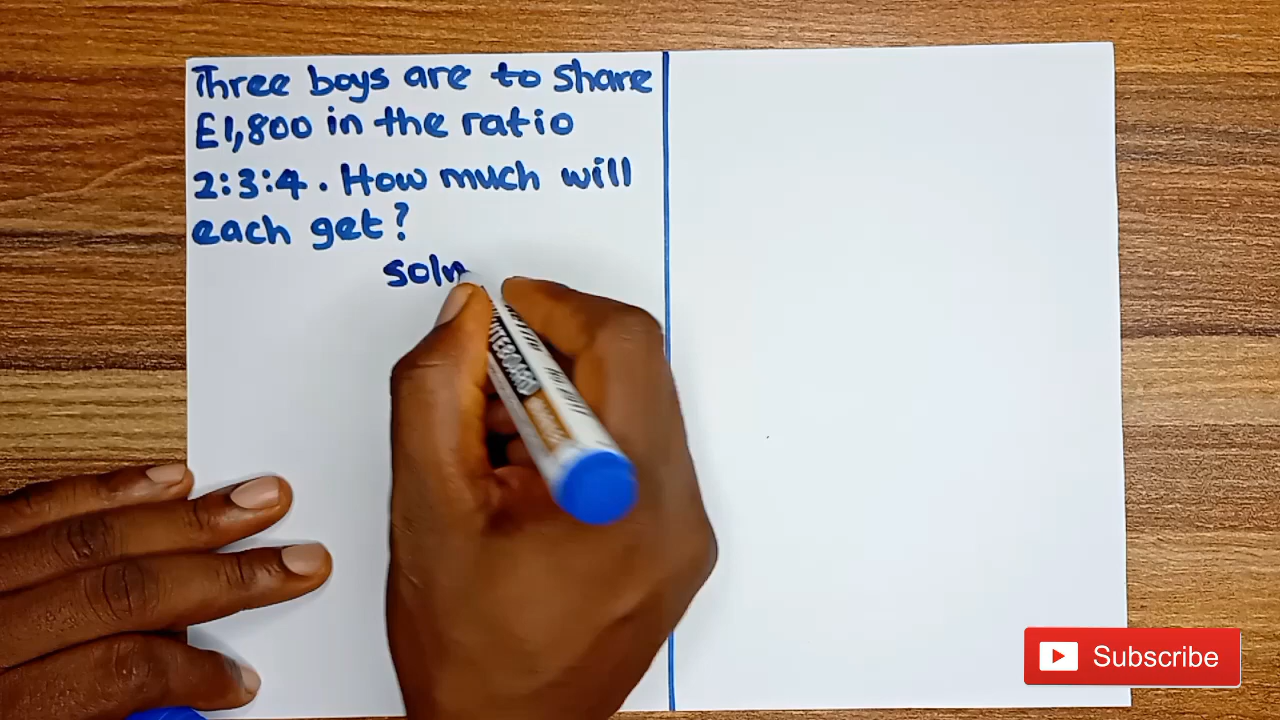 Three boys are to share
£1,800 in the ratio
2:3:4. How much will
each get?
soln
WHITEBOARD
Subscribe